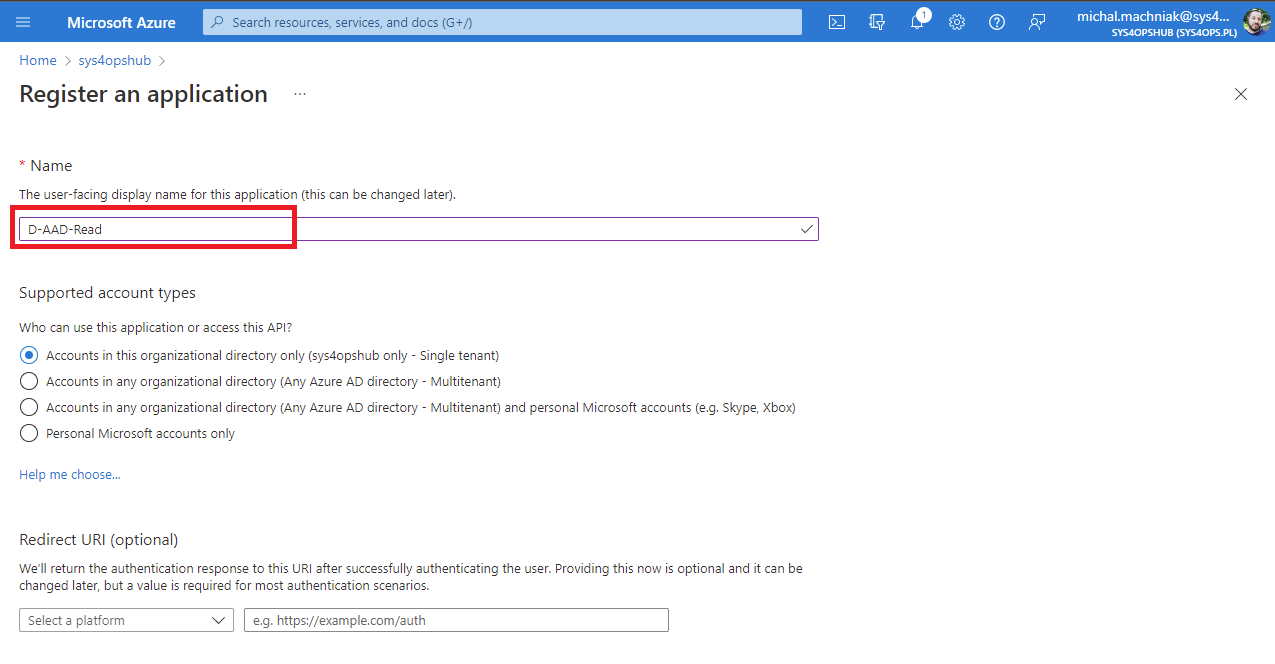 Microsoft Azure
Search resources, services, and docs (G+/)
1
michal.machniak@sys4...
SYS4OPSHUB (SYS4OPS.PL)
Home > sys4opshub >
Register an application ...
* Name
The user-facing display name for this application (this can be changed later).
D-AAD-Read
Supported account types
Who can use this application or access this API?
Accounts in this organizational directory only (sys4opshub only - Single tenant)
Accounts in any organizational directory (Any Azure AD directory - Multitenant)
Accounts in any organizational directory (Any Azure AD directory - Multitenant) and personal Microsoft accounts (e.g. Skype, Xbox)
Personal Microsoft accounts only
Help me choose...
Redirect URI (optional)
We'll return the authentication response to this URI after successfully authenticating the user. Providing this now is optional and it can be
changed later, but a value is required for most authentication scenarios.
Select a platform
e.g. https://example.com/auth